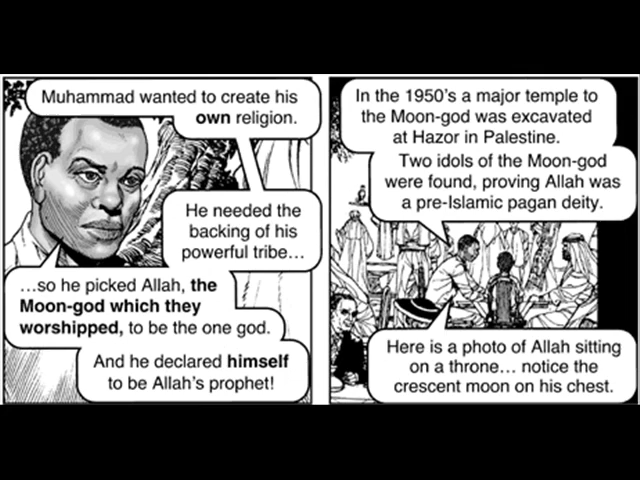 Muhammad wanted to create his
own religion.
He needed the
backing of his
powerful tribe...
...so he picked Allah, the
Moon-god which they
worshipped, to be the one god.
And he declared himself
to be Allah's prophet!
In the 1950's a major temple to
the Moon-god was excavated
at Hazor in Palestine.
Two idols of the Moon-god
were found, proving Allah was
a pre-Islamic pagan deity.
Here is a photo of Allah sitting
on a throne... notice the
crescent moon on his chest.